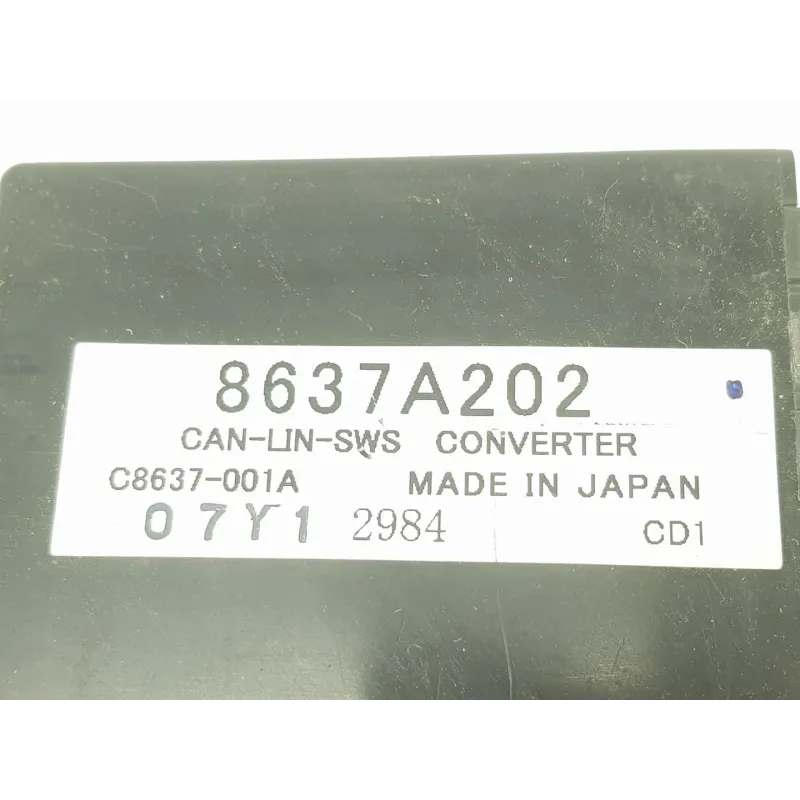 8637A202
CAN-LIN-SWS CONVERTER
C8637-001A MADE IN JAPAN
07Y1 2984 CD1